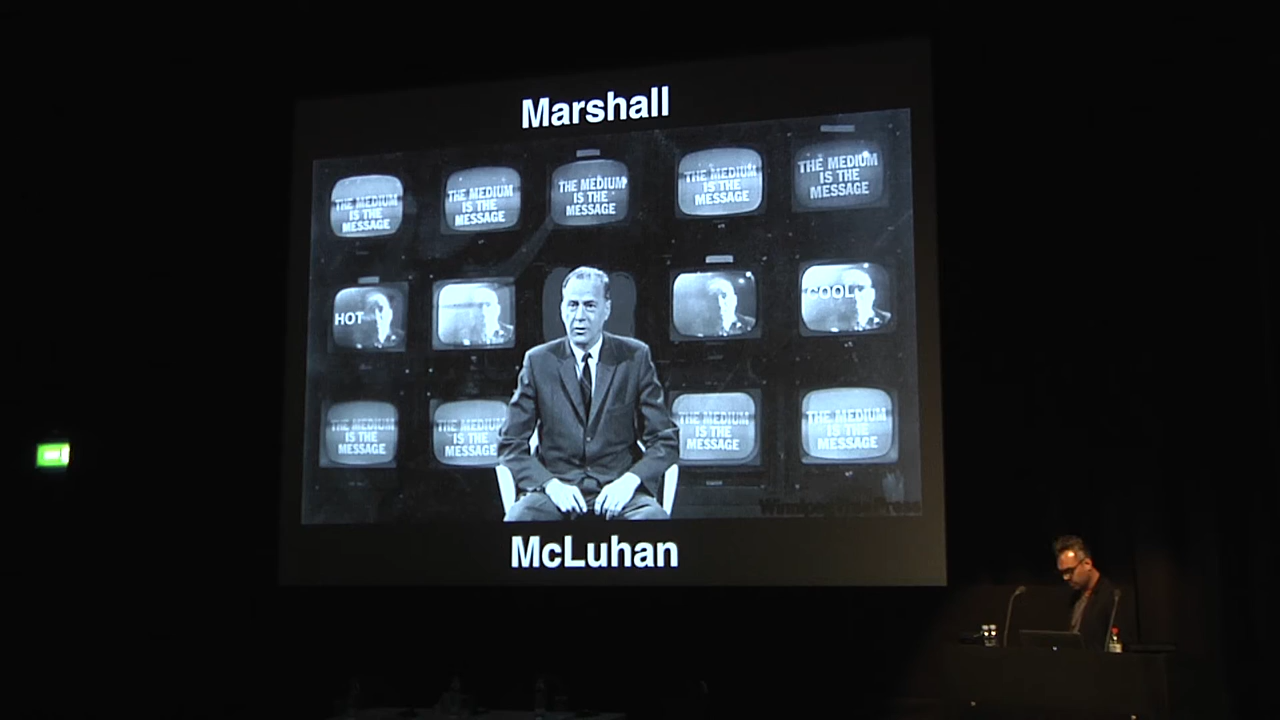 Marshall
THE MEDIUM
IS THE
MESSAGE
THE MEDIUM
IS THE
MESSAGE
THE MEDIUM
IS THE
MESSAGE
THE MEDIUM
IS THE
MESSAGE
THE MEDIUM
IS THE
MESSAGE
HOT
COOL
THE MEDIUM
IS THE
MESSAGE
THE MEDIUM
IS THE
MESSAGE
THE MEDIUM
IS THE
MESSAGE
THE MEDIUM
IS THE
MESSAGE
McLuhan